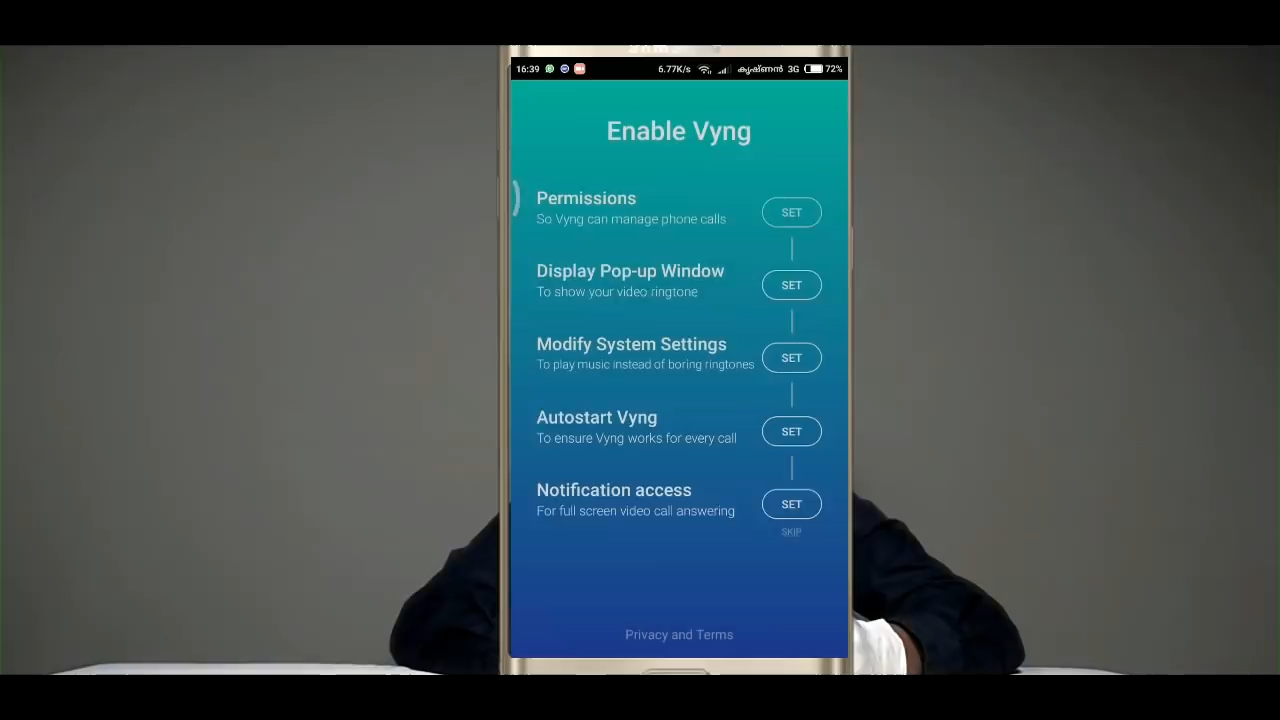 16:39 6.77K/s കൃഷ്ണൻ 3G 72%
Enable Vyng
Permissions
So Vyng can manage phone calls
SET
Display Pop-up Window
To show your video ringtone
SET
Modify System Settings
To play music instead of boring ringtones
SET
Autostart Vyng
To ensure Vyng works for every call
SET
Notification access
For full screen video call answering
SET
SKIP
Privacy and Terms